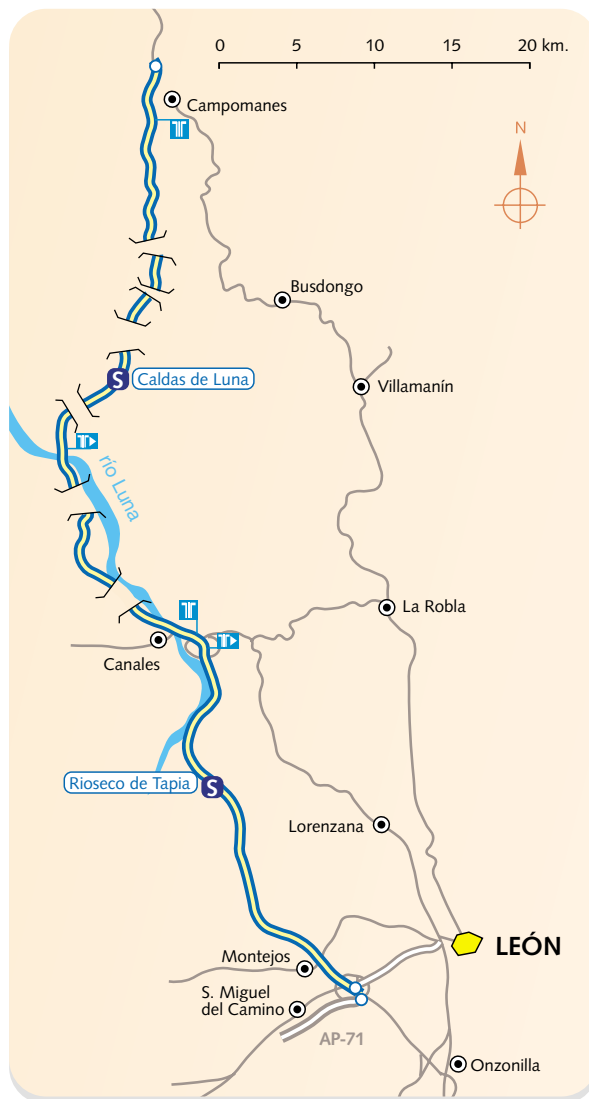 0 5 10 15 20 km.
Campomanes
N
Busdongo
S Caldas de Luna
Villamanín
T
río Luna
T
La Robla
T
Canales
Rioseco de Tapia S
Lorenzana
LEÓN
Montejos
S. Miguel
del Camino
AP-71
Onzonilla